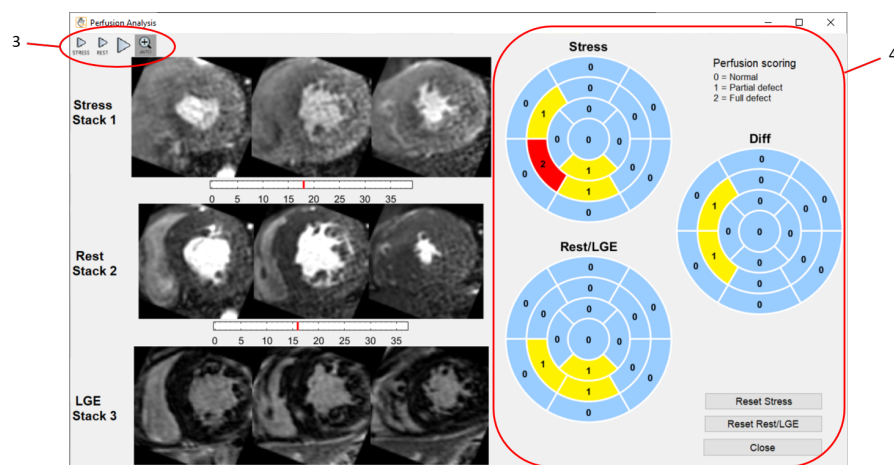 Perfusion Analysis
3
STRESS REST AUTO
4
Stress
Stack 1
0 5 10 15 20 25 30 35
Rest
Stack 2
0 5 10 15 20 25 30 35
LGE
Stack 3
Stress
0
0
0 0
0
1 0
0 0 0
2 0
1
0 0
1
0
Perfusion scoring
0 = Normal
1 = Partial defect
2 = Full defect
Diff
0
0
0 0
0
1 0
0 0 0
1 0
0
0 0
0
0
Rest/LGE
0
0
0 0
0
0 0
0 0 0
1 0
1
0 0
1
0
Reset Stress
Reset Rest/LGE
Close